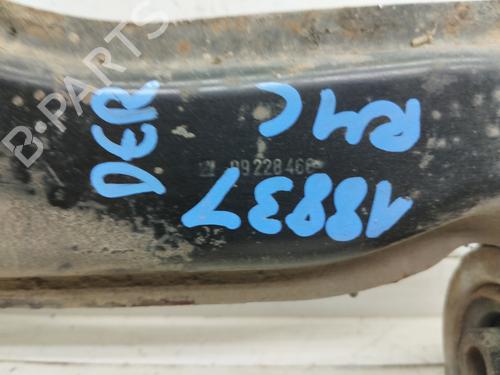 DER
RMC
18837
B-PARTS